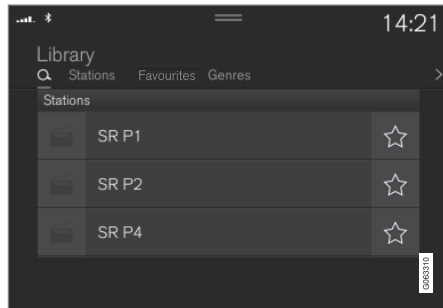 14:21
Library
Stations Favourites Genres
Stations
SR P1
SR P2
SR P4
G063310